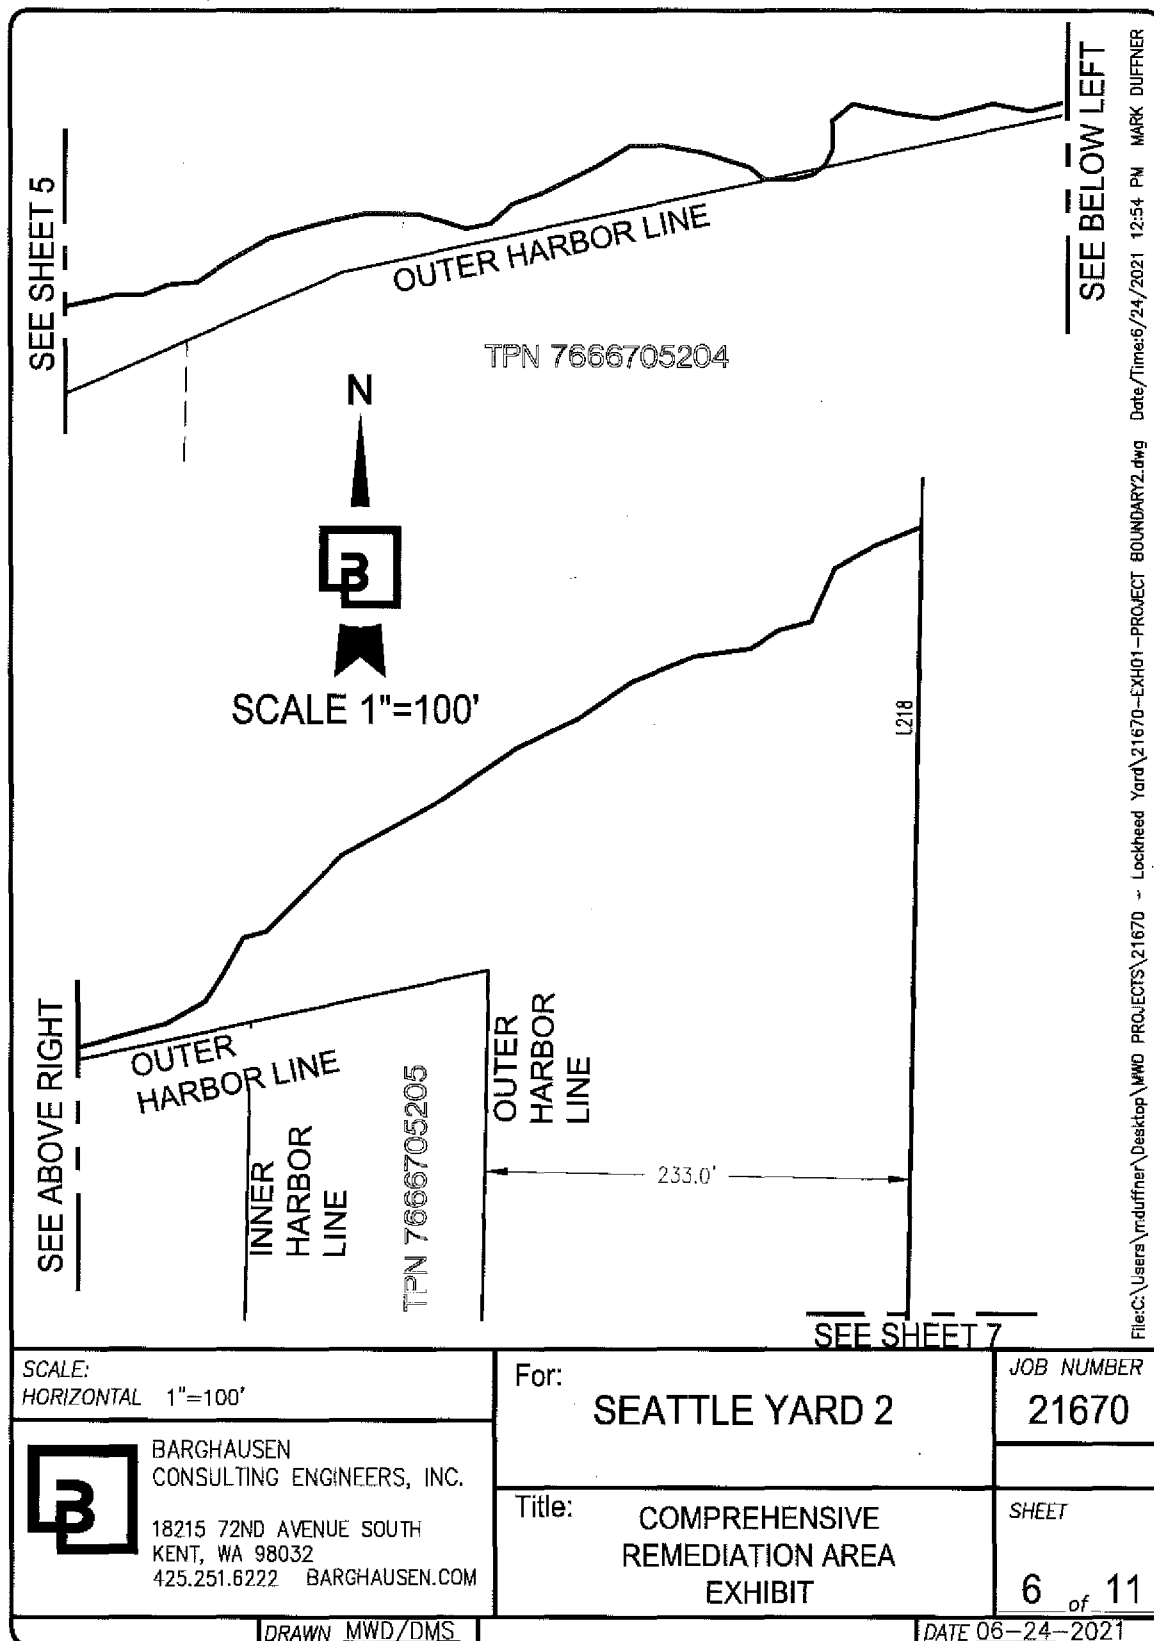 SEE SHEET 5
OUTER HARBOR LINE
SEE BELOW LEFT
TPN 7666705204
N
B
SCALE 1"=100'
L218
SEE ABOVE RIGHT
OUTER
HARBOR LINE
INNER
HARBOR
LINE
TPN 7666705205
OUTER
HARBOR
LINE
233.0'
SEE SHEET 7
File:C:\Users\mduffner\Desktop\MWD PROJECTS\21670 - Lockheed Yard\21670-EXH01-PROJECT BOUNDARY2.dwg Date/Time:6/24/2021 12:54 PM MARK DUFFNER
SCALE:
HORIZONTAL 1"=100'
B
BARGHAUSEN
CONSULTING ENGINEERS, INC.
18215 72ND AVENUE SOUTH
KENT, WA 98032
425.251.6222 BARGHAUSEN.COM
For:
SEATTLE YARD 2
Title:
COMPREHENSIVE
REMEDIATION AREA
EXHIBIT
JOB NUMBER
21670
SHEET
6 of 11
DRAWN MWD/DMS
DATE 06-24-2021